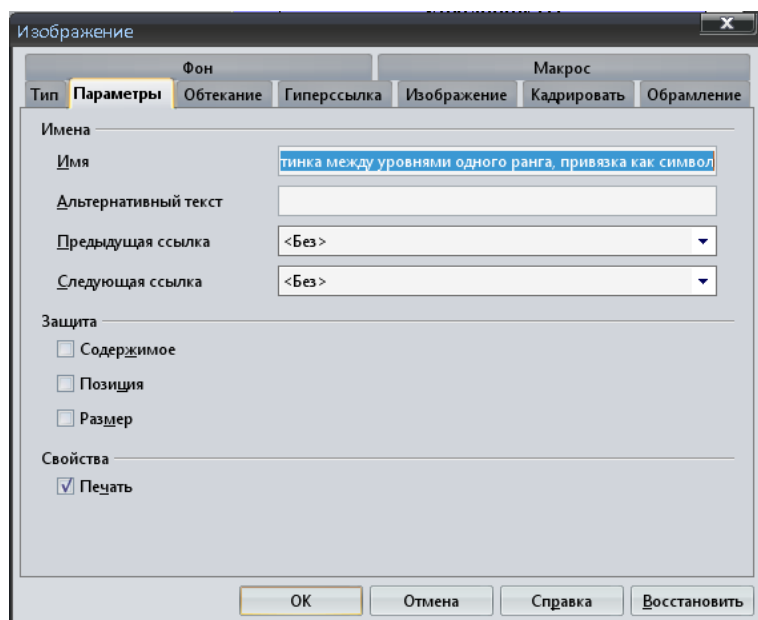 Изображение
Фон Макрос
Тип Параметры Обтекание Гиперссылка Изображение Кадрировать Обрамление
Имена
Имя тинка между уровнями одного ранга, привязка как символ
Альтернативный текст
Предыдущая ссылка <Без>
Следующая ссылка <Без>
Защита
Содержимое
Позиция
Размер
Свойства
Печать
OK Отмена Справка Восстановить